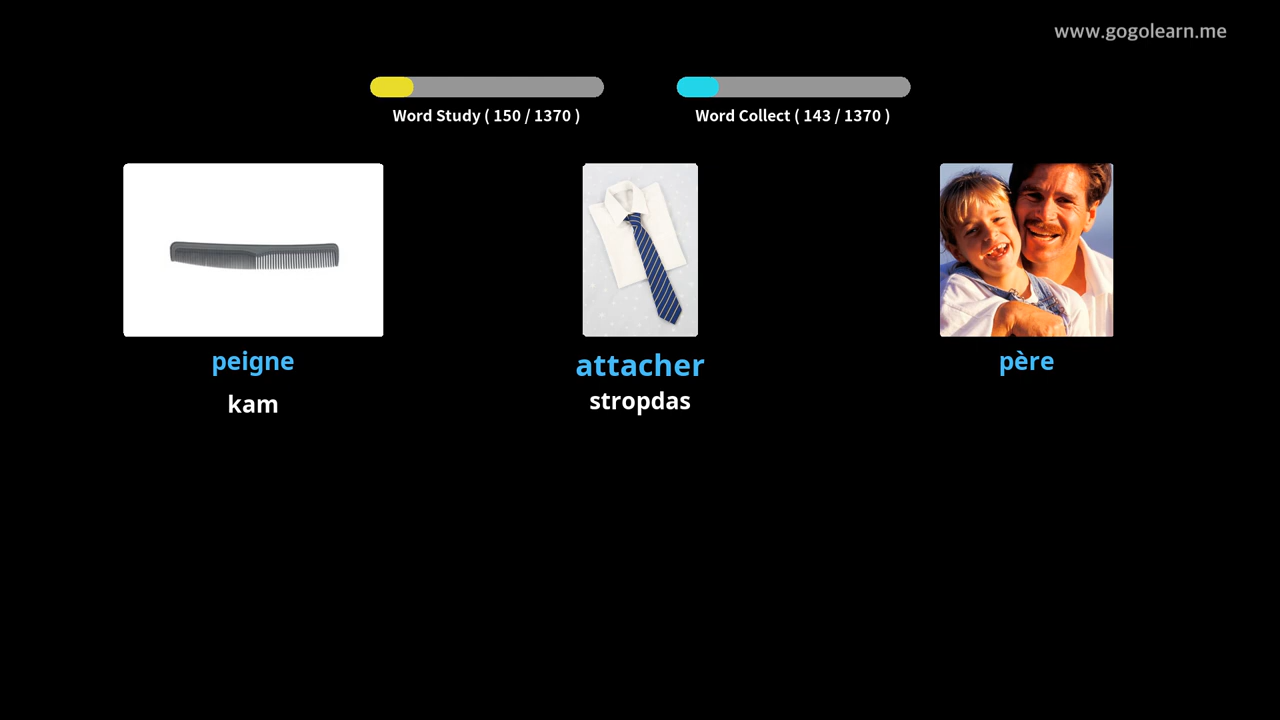 www.gogolearn.me
Word Study ( 150 / 1370 )
Word Collect ( 143 / 1370 )
peigne
attacher
père
kam
stropdas